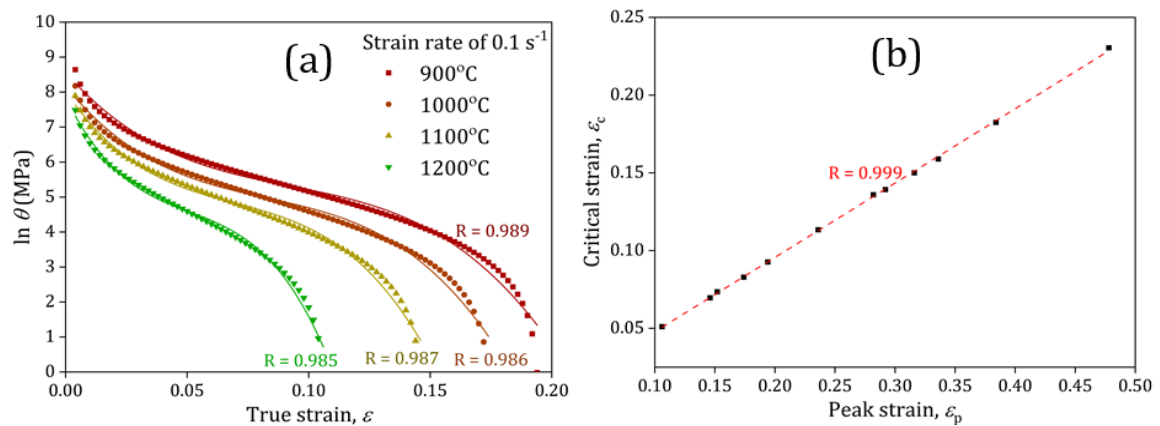 (a)
Strain rate of 0.1 s⁻¹
900°C
1000°C
1100°C
1200°C
R = 0.989
R = 0.985
R = 0.987
R = 0.986
ln θ (MPa)
10
9
8
7
6
5
4
3
2
1
0
0.00 0.05 0.10 0.15 0.20
True strain, ε
(b)
R = 0.999
Critical strain, εc
0.25
0.20
0.15
0.10
0.05
0.10 0.15 0.20 0.25 0.30 0.35 0.40 0.45 0.50
Peak strain, εp